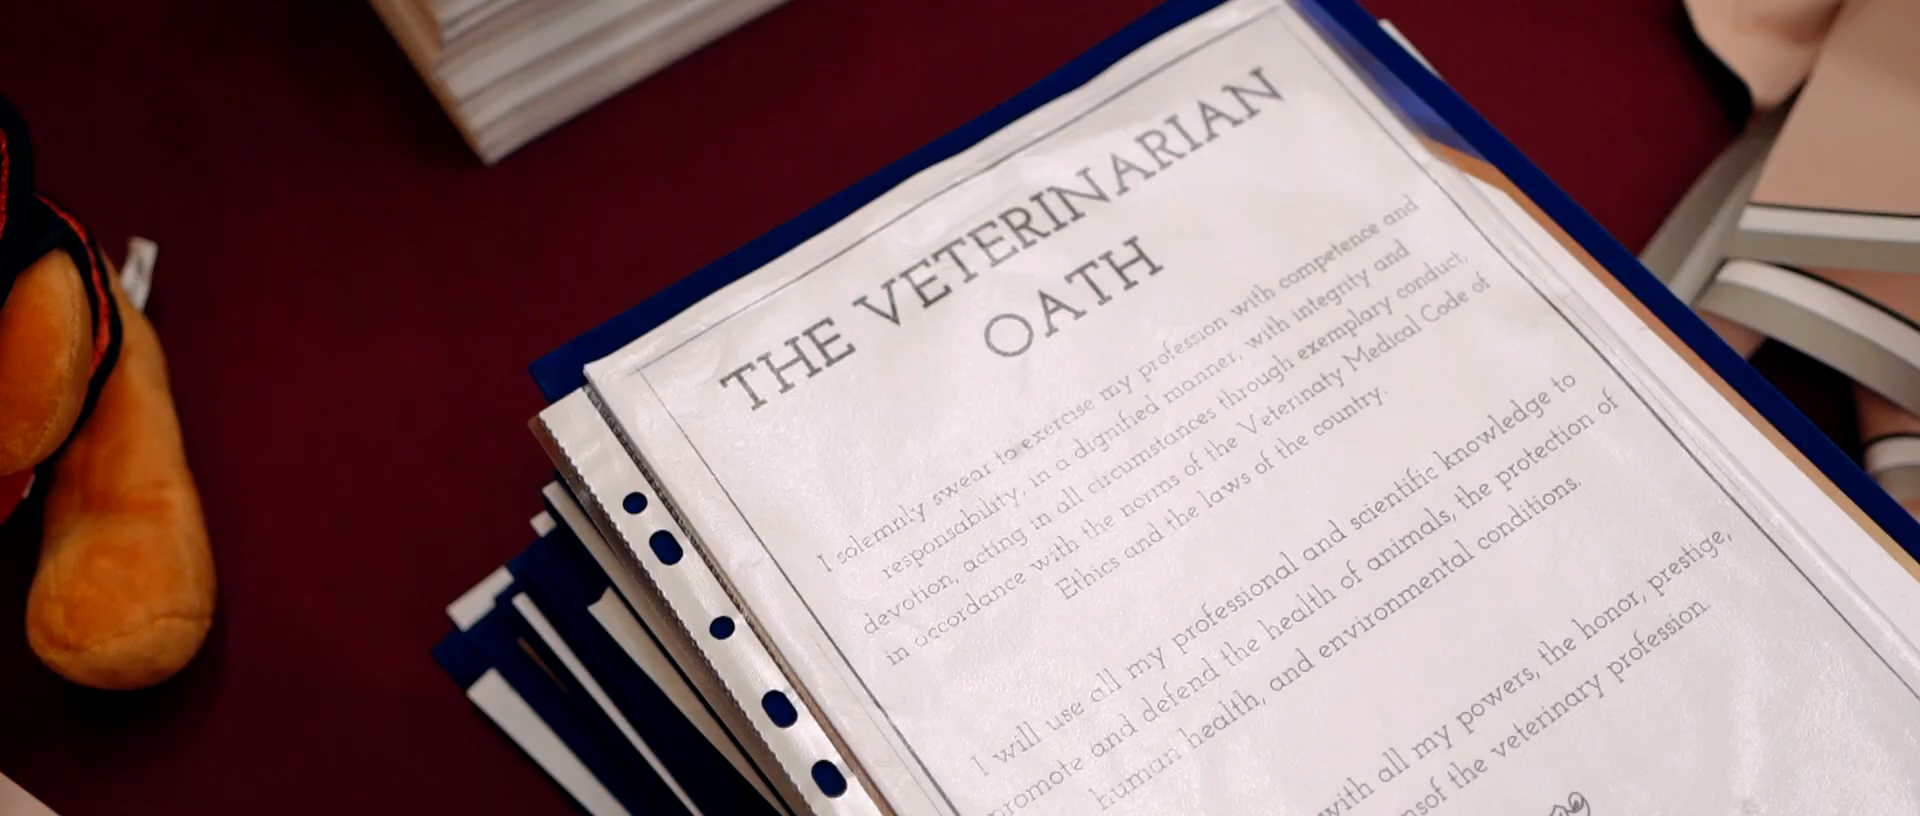 THE VETERINARIAN
OATH
I solemnly swear to exercise my profession with competence and
responsability, in a dignified manner, with integrity and
devotion, acting in all circumstances through exemplary conduct,
in accordance with the norms of the Veterinaty Medical Code of
Ethics and the laws of the country.
I will use all my professional and scientific knowledge to
promote and defend the health of animals, the protection of
human health, and environmental conditions.
with all my powers, the honor, prestige,
of the veterinary profession.